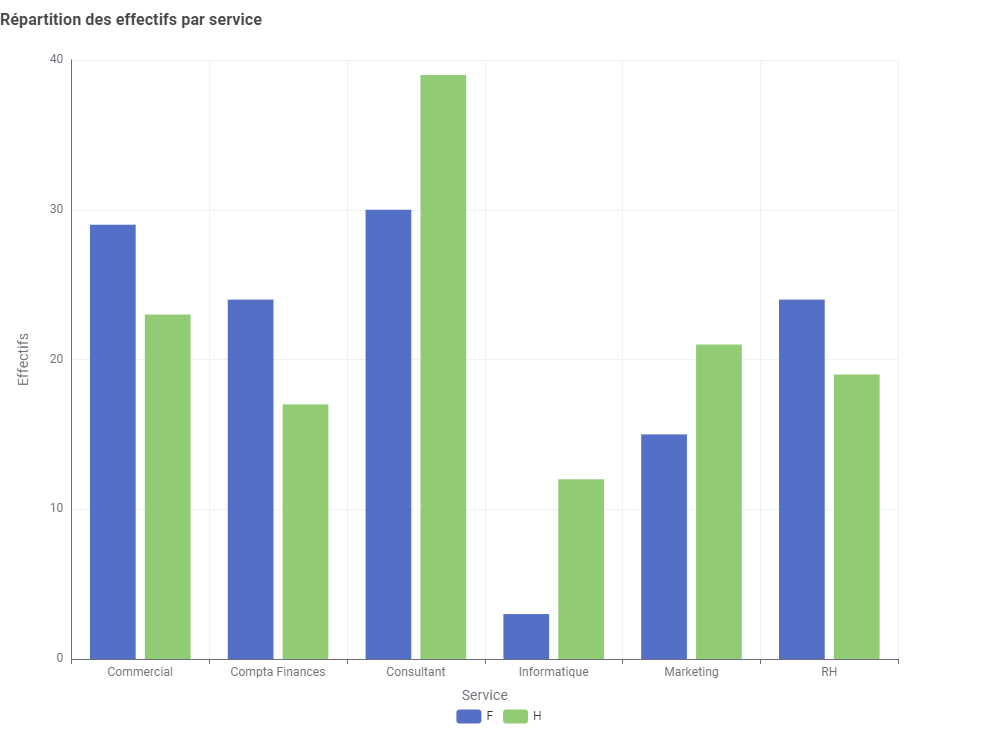 Répartition des effectifs par service
40
30
20
10
0
Effectifs
Commercial Compta Finances Consultant Informatique Marketing RH
Service
F H